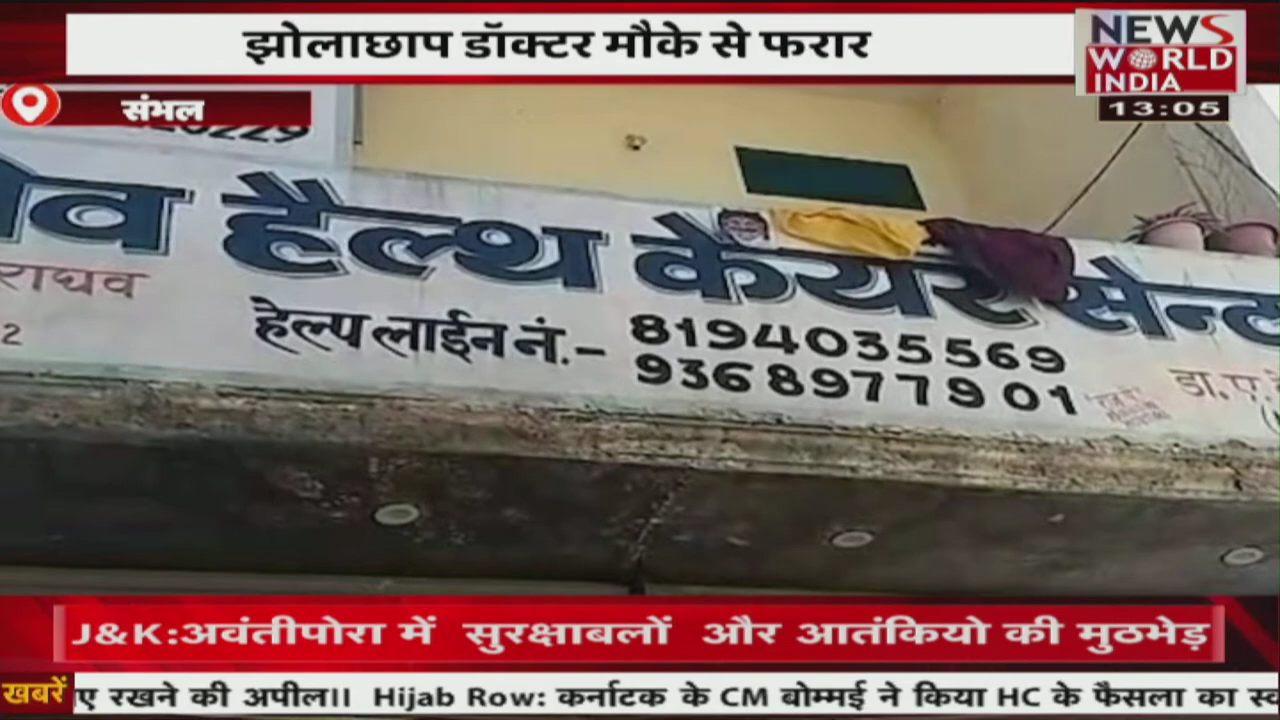 झोलाछाप डॉक्टर मौके से फरार
NEWS
WORLD
INDIA
13:05
संभल
हैल्थ केयर
राघव
2
हैल्प लाईन नं.- 8194035569
9368977901
डा.ए.
J&K:अवंतीपोरा में सुरक्षाबलों और आतंकियो की मुठभेड़
खबरें
ए रखने की अपील।। Hijab Row: कर्नाटक के CM बोम्मई ने किया HC के फैसला का स्व